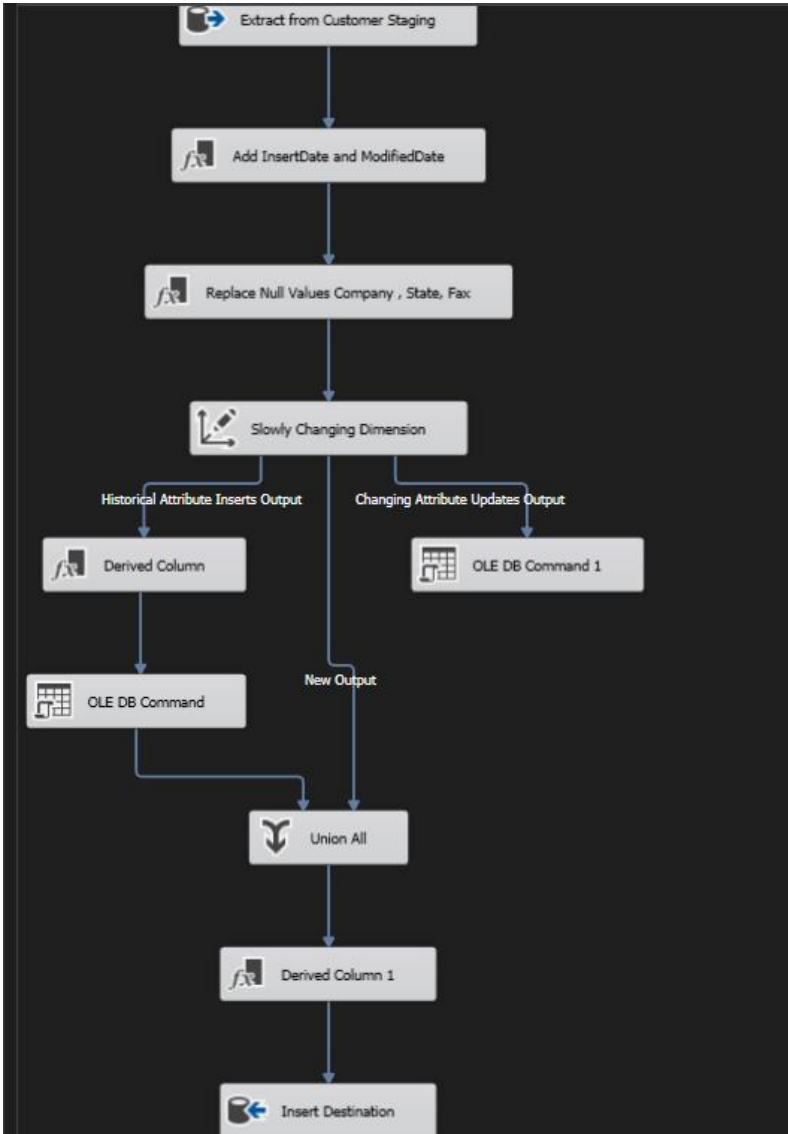 Extract from Customer Staging
Add InsertDate and ModifiedDate
Replace Null Values Company , State, Fax
Slowly Changing Dimension
Historical Attribute Inserts Output
Changing Attribute Updates Output
Derived Column
OLE DB Command 1
New Output
OLE DB Command
Union All
Derived Column 1
Insert Destination